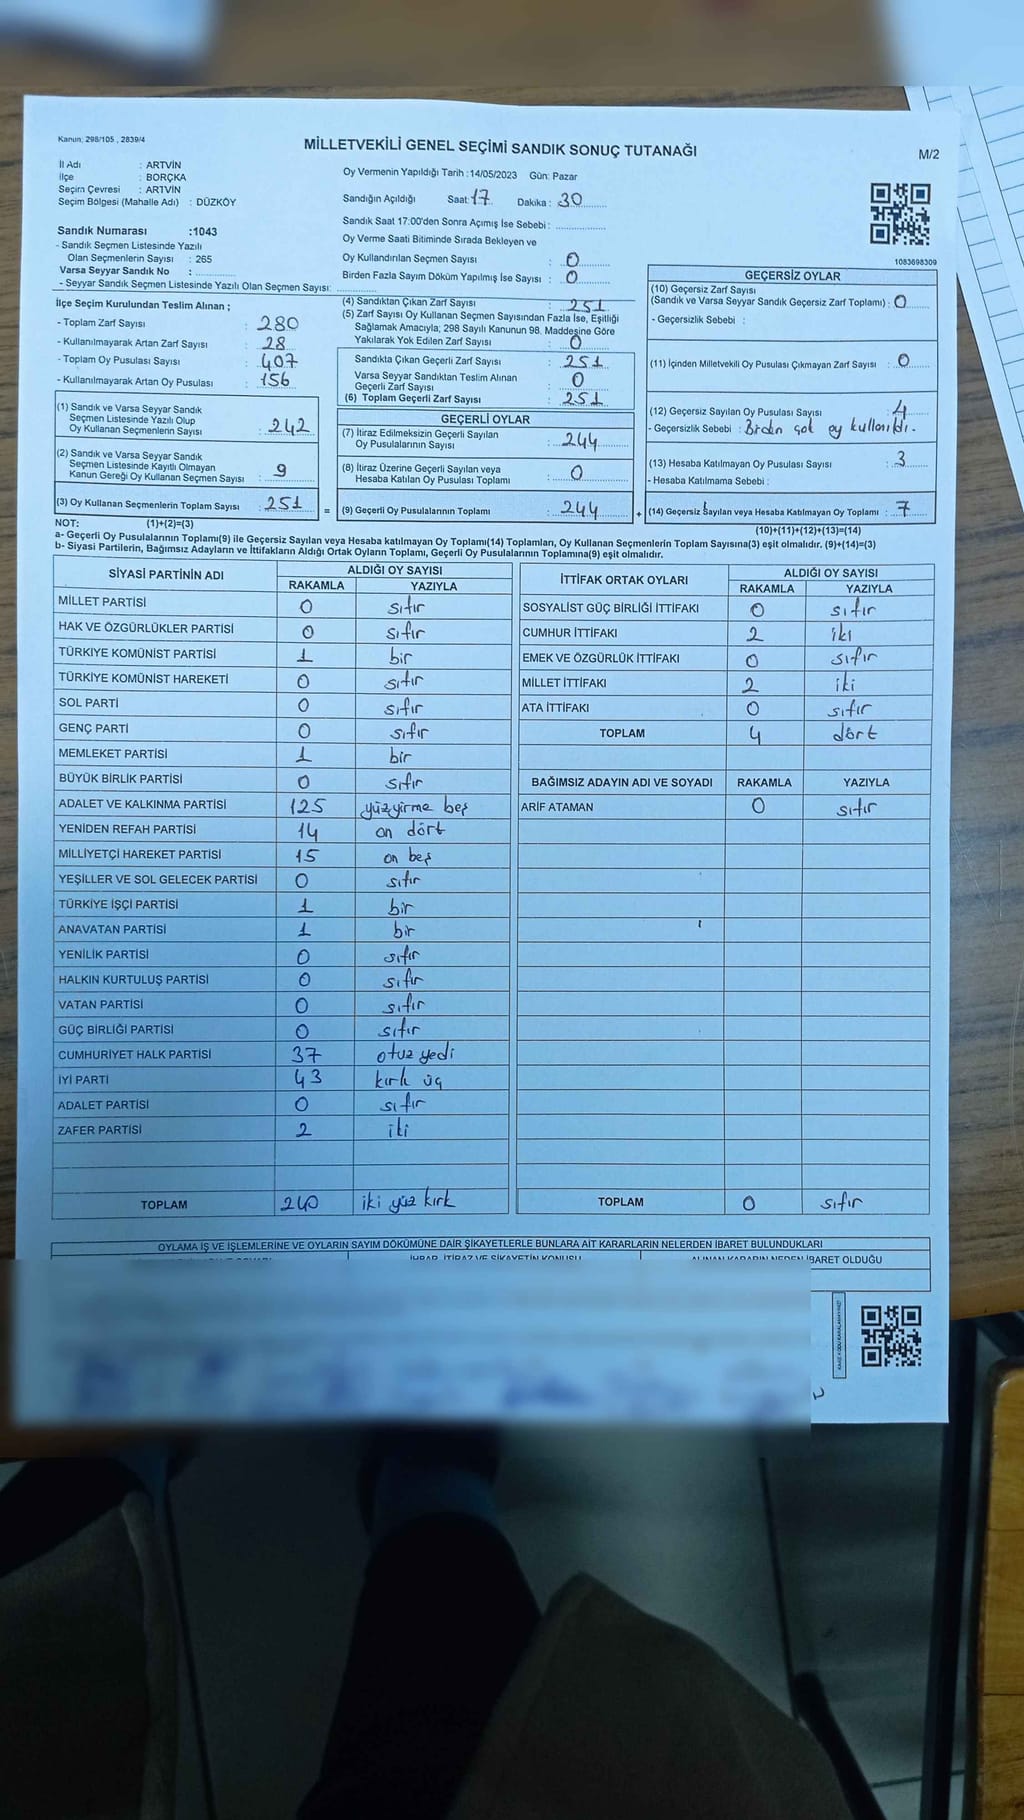 Kanun: 298/105 , 2839/4
MİLLETVEKİLİ GENEL SEÇİMİ SANDIK SONUÇ TUTANAĞI
M/2
İl Adı : ARTVİN
İlçe : BORÇKA
Seçim Çevresi : ARTVİN
Seçim Bölgesi (Mahalle Adı) : DÜZKÖY
Sandık Numarası :1043
- Sandık Seçmen Listesinde Yazılı
Olan Seçmenlerin Sayısı : 265
Varsa Seyyar Sandık No :
- Seyyar Sandık Seçmen Listesinde Yazılı Olan Seçmen Sayısı:
Oy Vermenin Yapıldığı Tarih :14/05/2023 Gün: Pazar
Sandığın Açıldığı Saat: 17 Dakika : 30
Sandık Saat 17:00'den Sonra Açımış İse Sebebi :
Oy Verme Saati Bitiminde Sırada Bekleyen ve
Oy Kullandırılan Seçmen Sayısı : 0
Birden Fazla Sayım Döküm Yapılmış İse Sayısı : 0
1083698309
İlçe Seçim Kurulundan Teslim Alınan ;
- Toplam Zarf Sayısı : 280
- Kullanılmayarak Artan Zarf Sayısı : 28
- Toplam Oy Pusulası Sayısı : 407
- Kullanılmayarak Artan Oy Pusulası : 156
(1) Sandık ve Varsa Seyyar Sandık
Seçmen Listesinde Yazılı Olup
Oy Kullanan Seçmenlerin Sayısı : 242
(2) Sandık ve Varsa Seyyar Sandık
Seçmen Listesinde Kayıtlı Olmayan
Kanun Gereği Oy Kullanan Seçmen Sayısı : 9
(3) Oy Kullanan Seçmenlerin Toplam Sayısı : 251
(4) Sandıktan Çıkan Zarf Sayısı : 251
(5) Zarf Sayısı Oy Kullanan Seçmen Sayısından Fazla İse, Eşitliği
Sağlamak Amacıyla; 298 Sayılı Kanunun 98. Maddesine Göre
Yakılarak Yok Edilen Zarf Sayısı : 0
Sandıkta Çıkan Geçerli Zarf Sayısı : 251
Varsa Seyyar Sandıktan Teslim Alınan
Geçerli Zarf Sayısı : 0
(6) Toplam Geçerli Zarf Sayısı : 251
GEÇERLİ OYLAR
(7) İtiraz Edilmeksizin Geçerli Sayılan
Oy Pusulalarının Sayısı : 244
(8) İtiraz Üzerine Geçerli Sayılan veya
Hesaba Katılan Oy Pusulası Toplamı : 0
= (9) Geçerli Oy Pusulalarının Toplamı : 244
GEÇERSİZ OYLAR
(10) Geçersiz Zarf Sayısı
(Sandık ve Varsa Seyyar Sandık Geçersiz Zarf Toplamı) : 0
- Geçersizlik Sebebi :
(11) İçinden Milletvekili Oy Pusulası Çıkmayan Zarf Sayısı : 0
(12) Geçersiz Sayılan Oy Pusulası Sayısı : 4
- Geçersizlik Sebebi : Birden çok oy kullanıldı.
(13) Hesaba Katılmayan Oy Pusulası Sayısı : 3
- Hesaba Katılmama Sebebi :
+ (14) Geçersiz Sayılan veya Hesaba Katılmayan Oy Toplamı : 7
NOT: (1)+(2)=(3)
(10)+(11)+(12)+(13)=(14)
a- Geçerli Oy Pusulalarının Toplamı(9) ile Geçersiz Sayılan veya Hesaba katılmayan Oy Toplamı(14) Toplamları, Oy Kullanan Seçmenlerin Toplam Sayısına(3) eşit olmalıdır. (9)+(14)=(3)
b- Siyasi Partilerin, Bağımsız Adayların ve İttifakların Aldığı Ortak Oyların Toplamı, Geçerli Oy Pusulalarının Toplamına(9) eşit olmalıdır.
SİYASİ PARTİNİN ADI ALDIĞI OY SAYISI
RAKAMLA YAZIYLA
MİLLET PARTİSİ 0 sıfır
HAK VE ÖZGÜRLÜKLER PARTİSİ 0 sıfır
TÜRKİYE KOMÜNİST PARTİSİ 1 bir
TÜRKİYE KOMÜNİST HAREKETİ 0 sıfır
SOL PARTİ 0 sıfır
GENÇ PARTİ 0 sıfır
MEMLEKET PARTİSİ 1 bir
BÜYÜK BİRLİK PARTİSİ 0 sıfır
ADALET VE KALKINMA PARTİSİ 125 yüzyirme beş
YENİDEN REFAH PARTİSİ 14 on dört
MİLLİYETÇİ HAREKET PARTİSİ 15 on beş
YEŞİLLER VE SOL GELECEK PARTİSİ 0 sıfır
TÜRKİYE İŞÇİ PARTİSİ 1 bir
ANAVATAN PARTİSİ 1 bir
YENİLİK PARTİSİ 0 sıfır
HALKIN KURTULUŞ PARTİSİ 0 sıfır
VATAN PARTİSİ 0 sıfır
GÜÇ BİRLİĞİ PARTİSİ 0 sıfır
CUMHURİYET HALK PARTİSİ 37 otuz yedi
İYİ PARTİ 43 kırk üç
ADALET PARTİSİ 0 sıfır
ZAFER PARTİSİ 2 iki
TOPLAM 240 iki yüz kırk
İTTİFAK ORTAK OYLARI ALDIĞI OY SAYISI
RAKAMLA YAZIYLA
SOSYALİST GÜÇ BİRLİĞİ İTTİFAKI 0 sıfır
CUMHUR İTTİFAKI 2 iki
EMEK VE ÖZGÜRLÜK İTTİFAKI 0 sıfır
MİLLET İTTİFAKI 2 iki
ATA İTTİFAKI 0 sıfır
TOPLAM 4 dört
BAĞIMSIZ ADAYIN ADI VE SOYADI RAKAMLA YAZIYLA
ARİF ATAMAN 0 sıfır
TOPLAM 0 sıfır
OYLAMA İŞ VE İŞLEMLERİNE VE OYLARIN SAYIM DÖKÜMÜNE DAİR ŞİKAYETLERLE BUNLARA AİT KARARLARIN NELERDEN İBARET BULUNDUKLARI
İHBAR, İTİRAZ VE ŞİKAYETİN KONUSU
ALINAN KARARIN NEDEN İBARET OLDUĞU